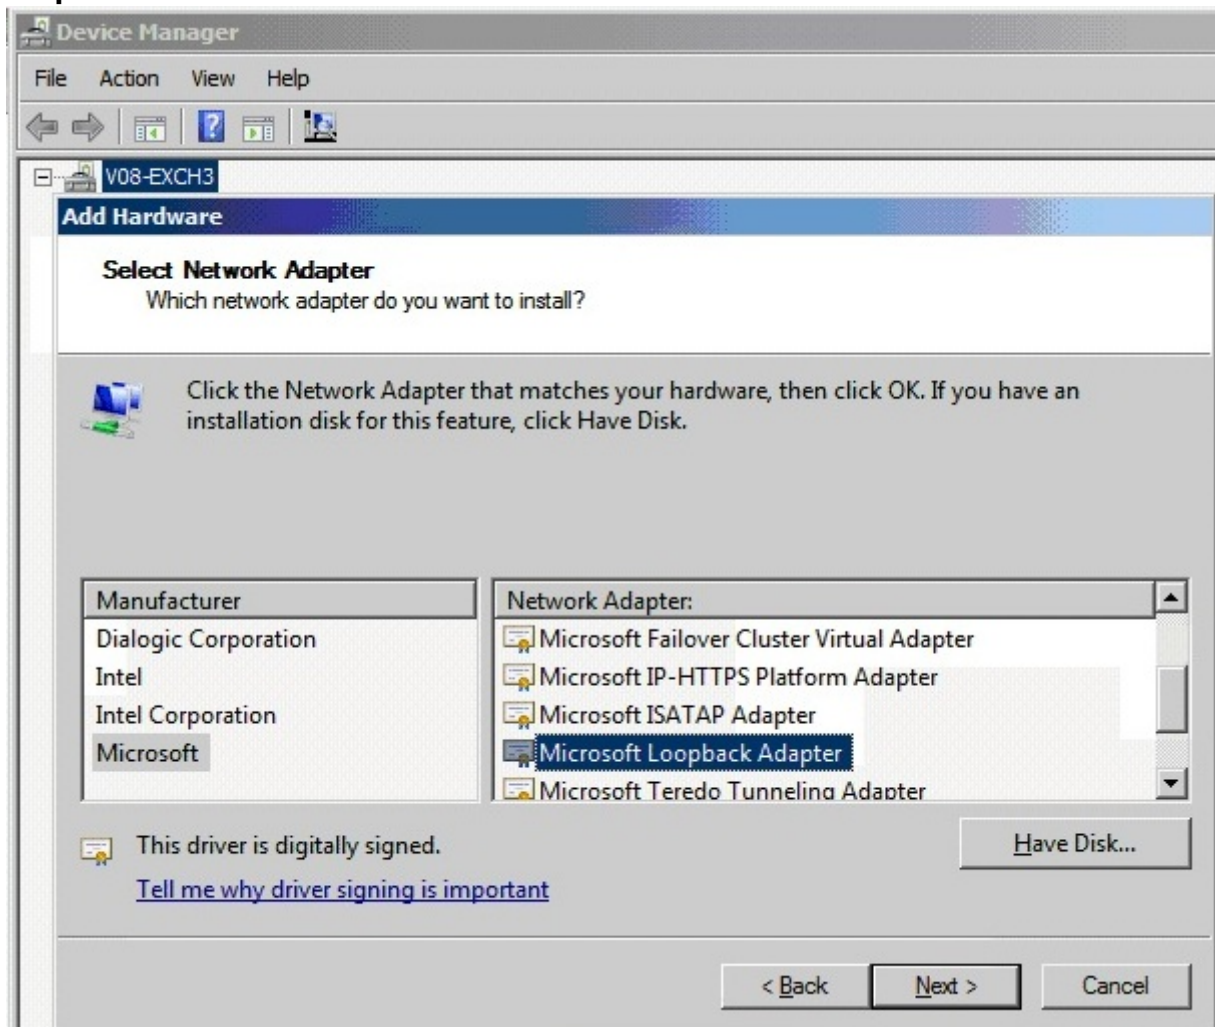 Device Manager
File Action View Help
V08-EXCH3
Add Hardware
Select Network Adapter
Which network adapter do you want to install?
Click the Network Adapter that matches your hardware, then click OK. If you have an
installation disk for this feature, click Have Disk.
Manufacturer
Dialogic Corporation
Intel
Intel Corporation
Microsoft
Network Adapter:
Microsoft Failover Cluster Virtual Adapter
Microsoft IP-HTTPS Platform Adapter
Microsoft ISATAP Adapter
Microsoft Loopback Adapter
Microsoft Teredo Tunneling Adapter
This driver is digitally signed.
Have Disk...
Tell me why driver signing is important
< Back Next > Cancel